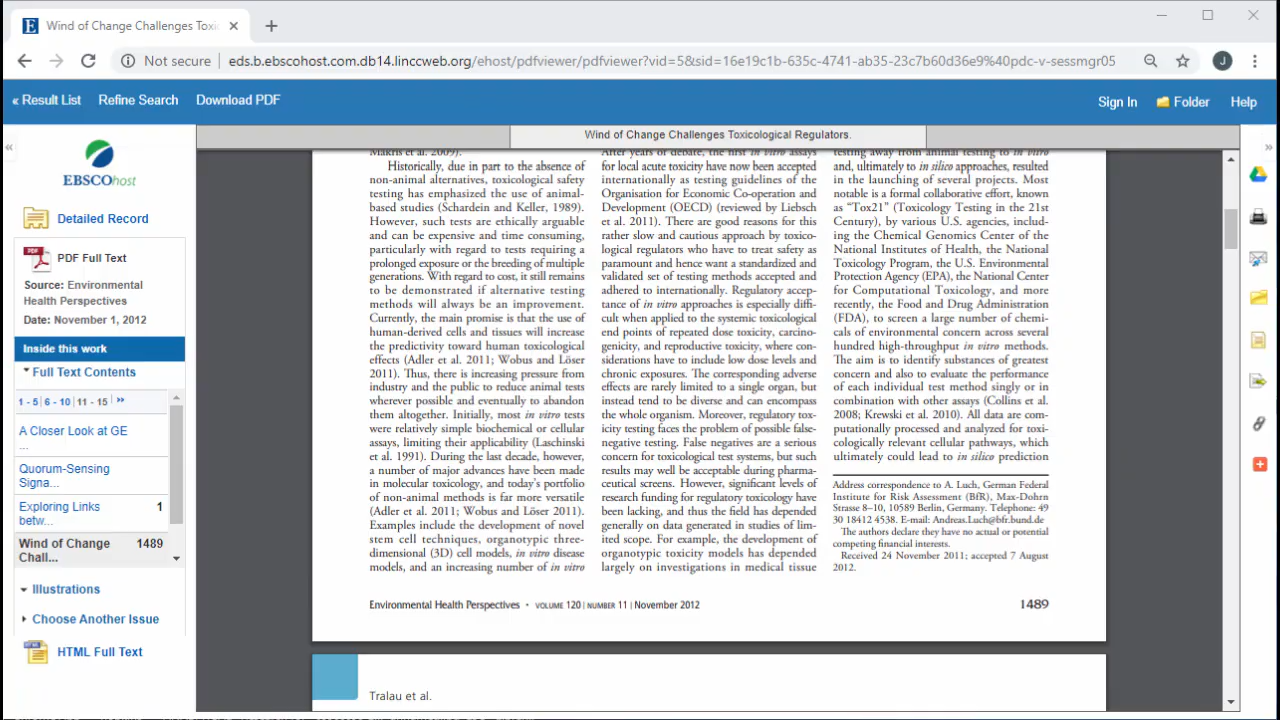 Wind of Change Challenges Toxi
Not secure
eds.b.ebscohost.com.db14.linccweb.org/ehost/pdfviewer/pdfviewer?vid=5&sid=16e19c1b-635c-4741-ab35-23c7b60d36e9%40pdc-v-sessmgr05
J
« Result List
Refine Search
Download PDF
Sign In
Folder
Help
Wind of Change Challenges Toxicological Regulators.
EBSCOhost
Detailed Record
PDF Full Text
Source: Environmental
Health Perspectives
Date: November 1, 2012
Inside this work
Full Text Contents
1 - 5 | 6 - 10 | 11 - 15
A Closer Look at GE
...
Quorum-Sensing
Signa...
Exploring Links 1
betw...
Wind of Change 1489
Chall...
Illustrations
Choose Another Issue
HTML Full Text
Makris et al. 2009).
Historically, due in part to the absence of
non-animal alternatives, toxicological safety
testing has emphasized the use of animal-
based studies (Schardein and Keller, 1989).
However, such tests are ethically arguable
and can be expensive and time consuming,
particularly with regard to tests requiring a
prolonged exposure or the breeding of multiple
generations. With regard to cost, it still remains
to be demonstrated if alternative testing
methods will always be an improvement.
Currently, the main promise is that the use of
human-derived cells and tissues will increase
the predictivity toward human toxicological
effects (Adler et al. 2011; Wobus and Löser
2011). Thus, there is increasing pressure from
industry and the public to reduce animal tests
wherever possible and eventually to abandon
them altogether. Initially, most in vitro tests
were relatively simple biochemical or cellular
assays, limiting their applicability (Laschinski
et al. 1991). During the last decade, however,
a number of major advances have been made
in molecular toxicology, and today's portfolio
of non-animal methods is far more versatile
(Adler et al. 2011; Wobus and Löser 2011).
Examples include the development of novel
stem cell techniques, organotypic three-
dimensional (3D) cell models, in vitro disease
models, and an increasing number of in vitro
After years of debate, the first in vitro assays
for local acute toxicity have now been accepted
internationally as testing guidelines of the
Organisation for Economic Co-operation and
Development (OECD) (reviewed by Liebsch
et al. 2011). There are good reasons for this
rather slow and cautious approach by toxico-
logical regulators who have to treat safety as
paramount and hence want a standardized and
validated set of testing methods accepted and
adhered to internationally. Regulatory accep-
tance of in vitro approaches is especially diffi-
cult when applied to the systemic toxicological
end points of repeated dose toxicity, carcino-
genicity, and reproductive toxicity, where con-
siderations have to include low dose levels and
chronic exposures. The corresponding adverse
effects are rarely limited to a single organ, but
instead tend to be diverse and can encompass
the whole organism. Moreover, regulatory tox-
icity testing faces the problem of possible false-
negative testing. False negatives are a serious
concern for toxicological test systems, but such
results may well be acceptable during pharma-
ceutical screens. However, significant levels of
research funding for regulatory toxicology have
been lacking, and thus the field has depended
generally on data generated in studies of lim-
ited scope. For example, the development of
organotypic toxicity models has depended
largely on investigations in medical tissue
testing away from animal testing to in vitro
and, ultimately to in silico approaches, resulted
in the launching of several projects. Most
notable is a formal collaborative effort, known
as “Tox21” (Toxicology Testing in the 21st
Century), by various U.S. agencies, includ-
ing the Chemical Genomics Center of the
National Institutes of Health, the National
Toxicology Program, the U.S. Environmental
Protection Agency (EPA), the National Center
for Computational Toxicology, and more
recently, the Food and Drug Administration
(FDA), to screen a large number of chemi-
cals of environmental concern across several
hundred high-throughput in vitro methods.
The aim is to identify substances of greatest
concern and also to evaluate the performance
of each individual test method singly or in
combination with other assays (Collins et al.
2008; Krewski et al. 2010). All data are com-
putationally processed and analyzed for toxi-
cologically relevant cellular pathways, which
ultimately could lead to in silico prediction
Address correspondence to A. Luch, German Federal
Institute for Risk Assessment (BfR), Max-Dohrn
Strasse 8–10, 10589 Berlin, Germany. Telephone: 49
30 18412 4538. E-mail: Andreas.Luch@bfr.bund.de
The authors declare they have no actual or potential
competing financial interests.
Received 24 November 2011; accepted 7 August
2012.
Environmental Health Perspectives • VOLUME 120 | NUMBER 11 | November 2012
1489
Tralau et al.